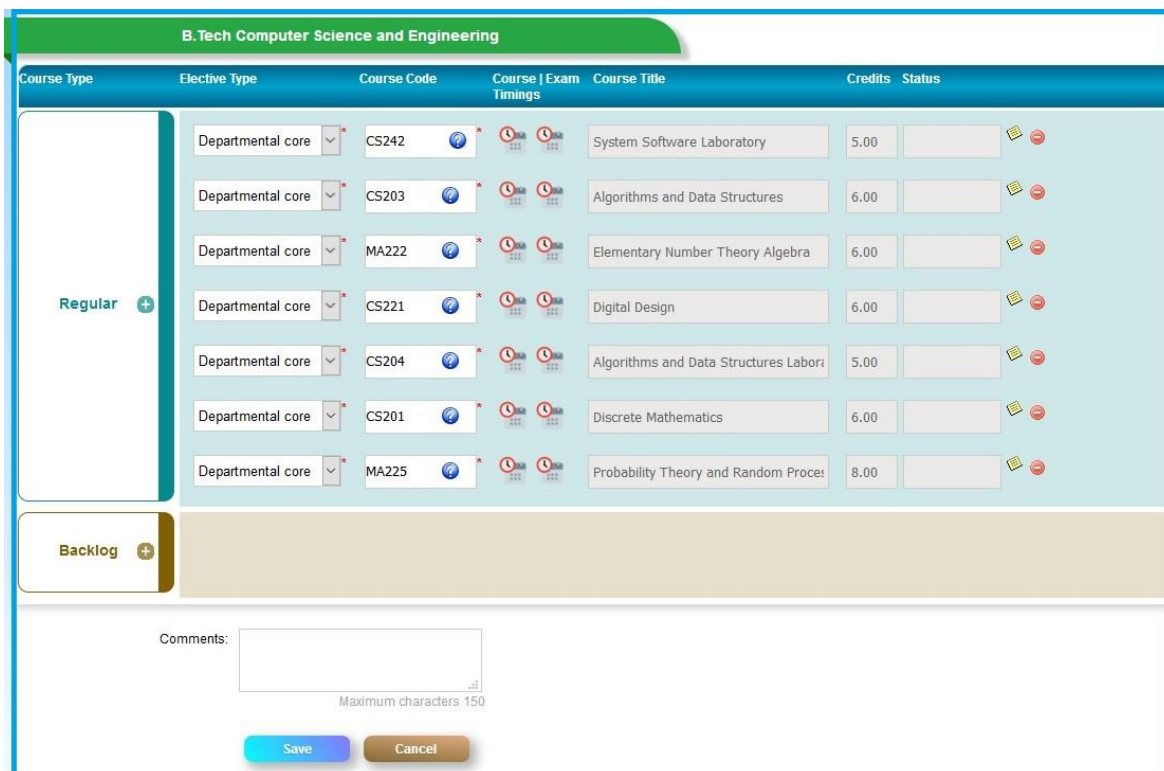 B.Tech Computer Science and Engineering
Course Type Elective Type Course Code Course | Exam Timings Course Title Credits Status
Departmental core * CS242 ? * System Software Laboratory 5.00
Departmental core * CS203 ? * Algorithms and Data Structures 6.00
Departmental core * MA222 ? * Elementary Number Theory Algebra 6.00
Regular + Departmental core * CS221 ? * Digital Design 6.00
Departmental core * CS204 ? * Algorithms and Data Structures Labora 5.00
Departmental core * CS201 ? * Discrete Mathematics 6.00
Departmental core * MA225 ? * Probability Theory and Random Proces 8.00
Backlog +
Comments:
Maximum characters 150
Save Cancel